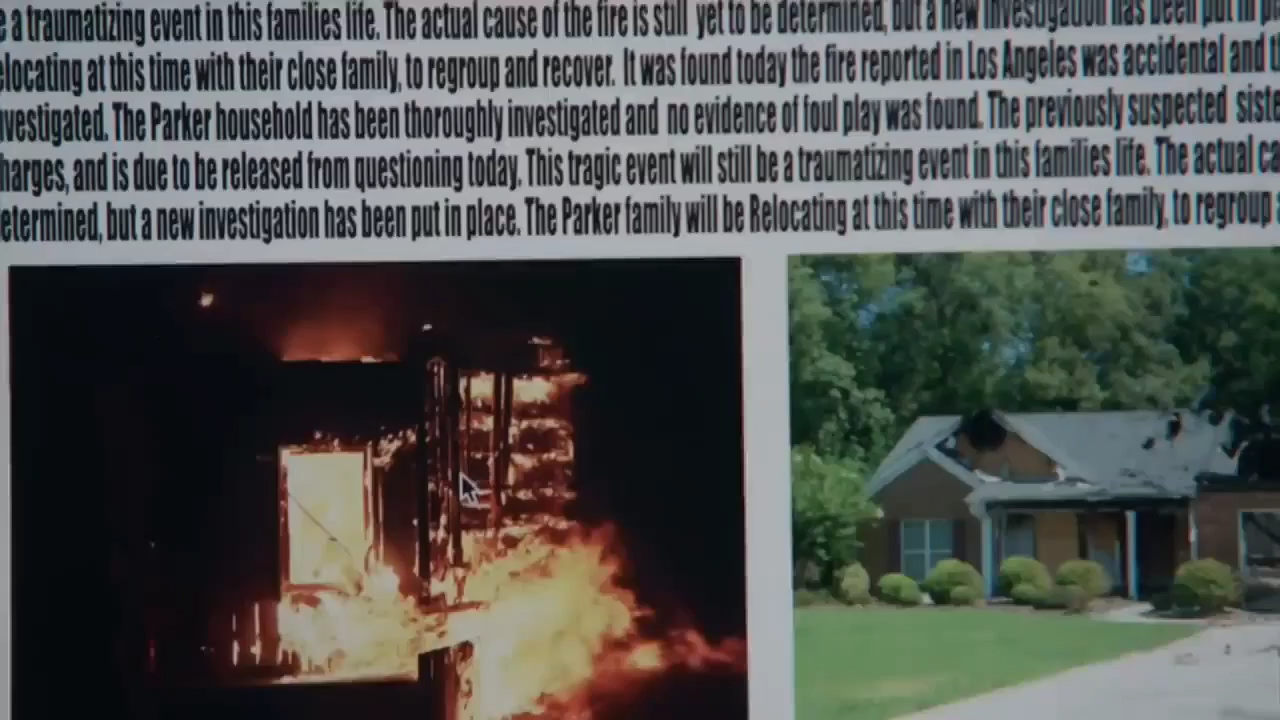 a traumatizing event in this families life. The actual cause of the fire is still yet to be determined, but a new investigation has been put in
elocating at this time with their close family, to regroup and recover. It was found today the fire reported in Los Angeles was accidental and
vestigated. The Parker household has been thoroughly investigated and no evidence of foul play was found. The previously suspected siste
harges, and is due to be released from questioning today. This tragic event will still be a traumatizing event in this families life. The actual ca
etermined, but a new investigation has been put in place. The Parker family will be Relocating at this time with their close family, to regroup